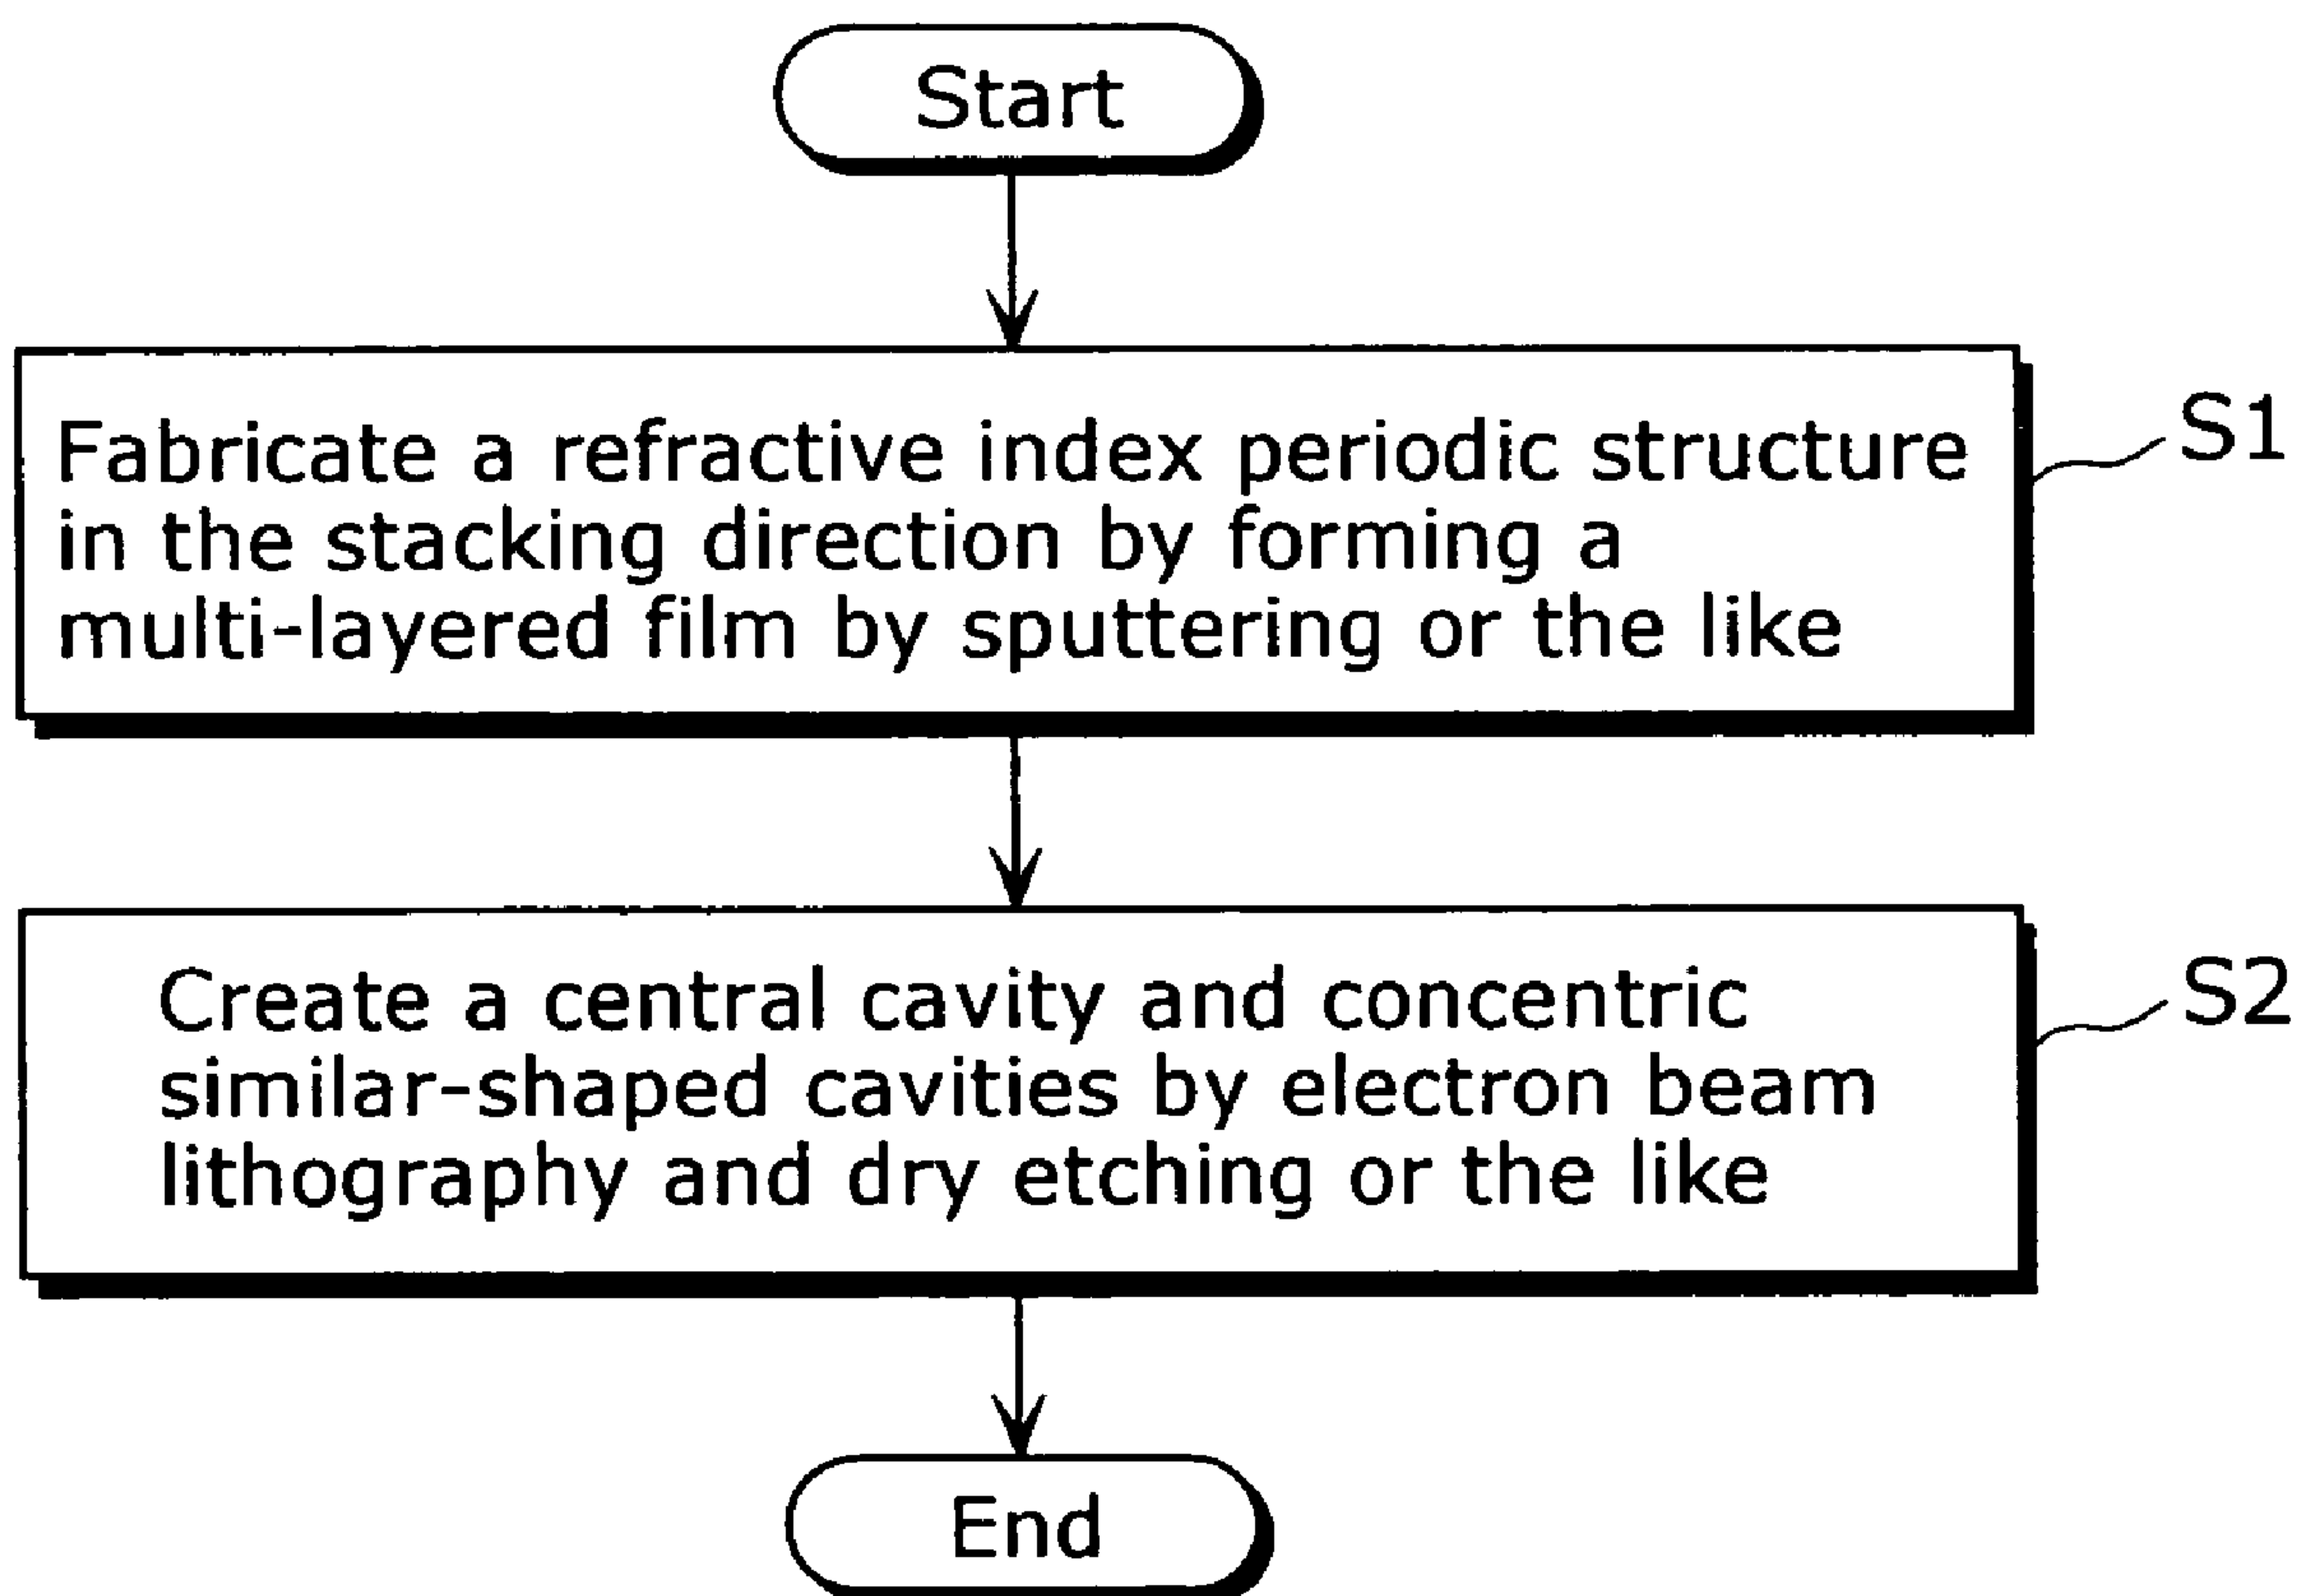 Start
Fabricate a refractive index periodic structure
in the stacking direction by forming a
multi-layered film by sputtering or the like
S1
Create a central cavity and concentric
similar-shaped cavities by electron beam
lithography and dry etching or the like
S2
End